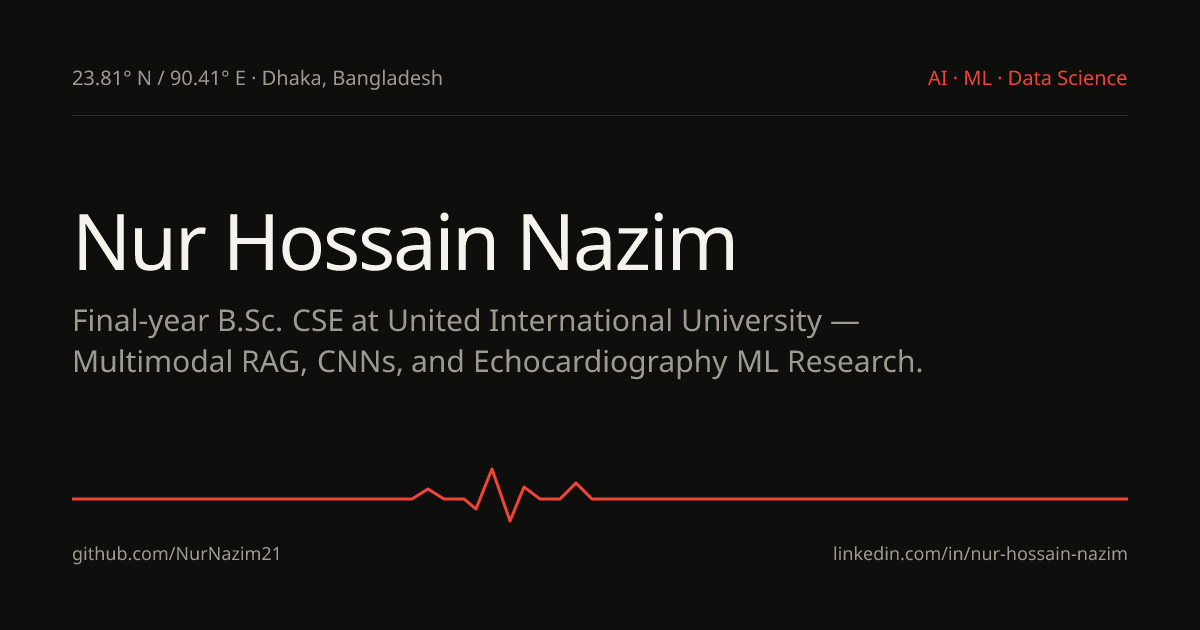 23.81° N / 90.41° E · Dhaka, Bangladesh
AI · ML · Data Science
Nur Hossain Nazim
Final-year B.Sc. CSE at United International University —
Multimodal RAG, CNNs, and Echocardiography ML Research.
github.com/NurNazim21
linkedin.com/in/nur-hossain-nazim